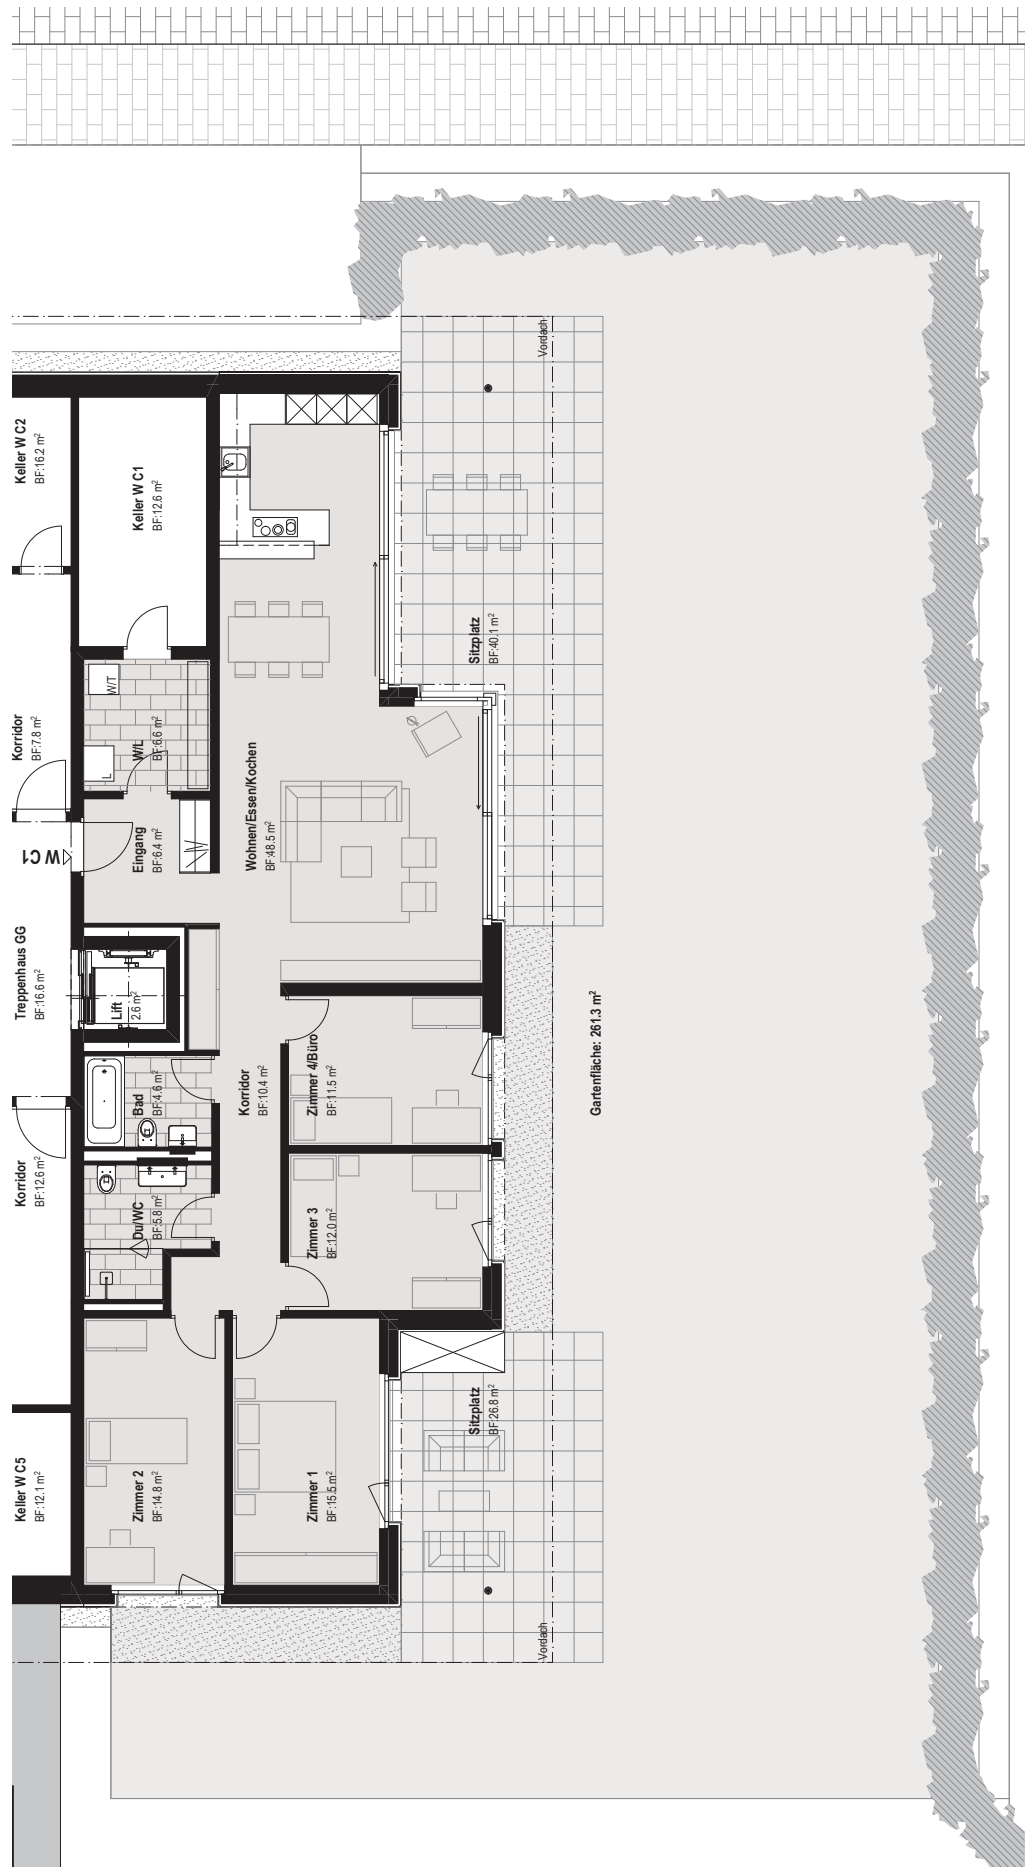 Keller W C2
BF:16.2 m²
Keller W C1
BF:12.6 m²
Korridor
BF:7.8 m²
W/L
BF:6.6 m²
W/T
L
W C1
Eingang
BF:6.4 m²
Wohnen/Essen/Kochen
BF:48.5 m²
Vordach
Sitzplatz
BF:40.1 m²
Treppenhaus GG
BF:16.6 m²
Lift
2.6 m²
Korridor
BF:12.6 m²
Bad
BF:4.6 m²
Du/WC
BF:5.8 m²
Korridor
BF:10.4 m²
Zimmer 4/Büro
BF:11.5 m²
Zimmer 3
BF:12.0 m²
Gartenfläche: 261.3 m²
Keller W C5
BF:12.1 m²
Zimmer 2
BF:14.8 m²
Zimmer 1
BF:15.5 m²
Sitzplatz
BF:26.8 m²
Vordach